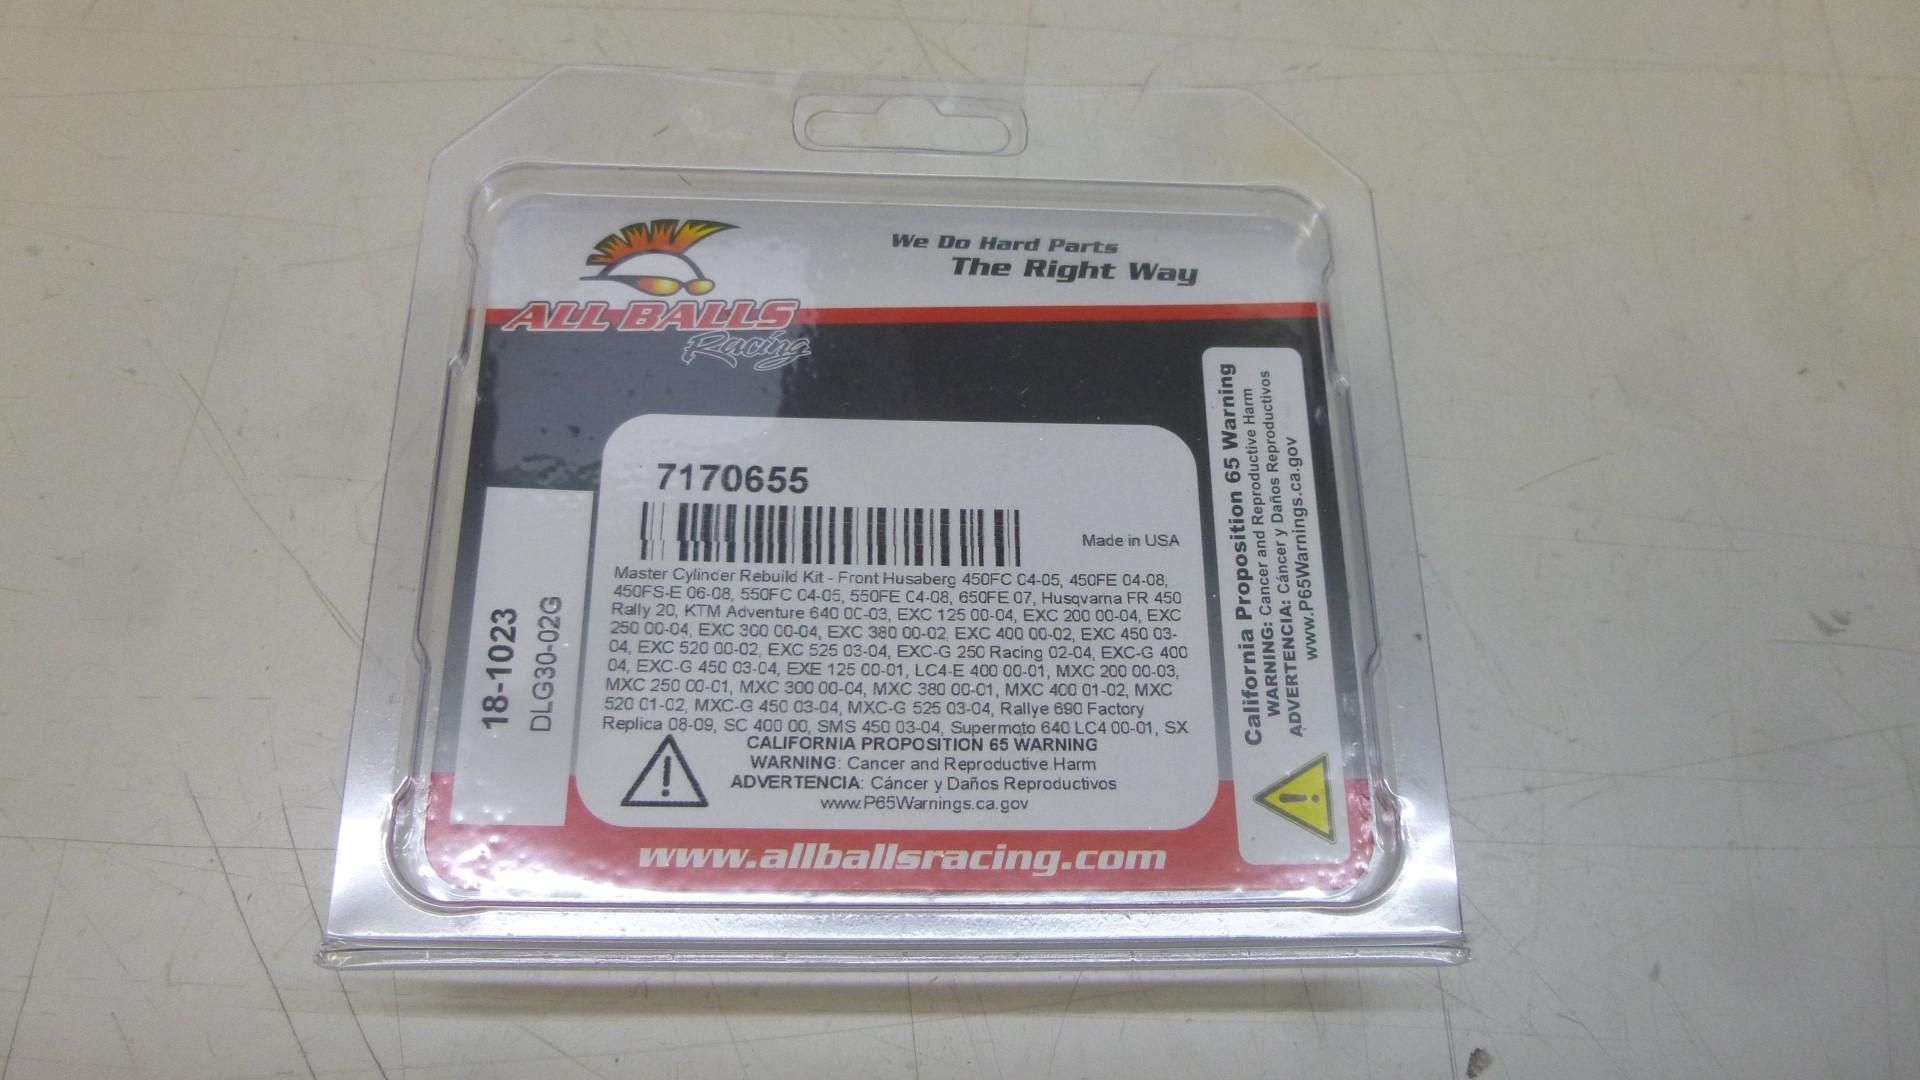 We Do Hard Parts
The Right Way
ALL BALLS
Racing
7170655
Made in USA
Master Cylinder Rebuild Kit - Front Husaberg 450FC 04-05, 450FE 04-08,
450FS-E 06-08, 550FC 04-05, 550FE 04-08, 650FE 07, Husqvarna FR 450
Rally 20, KTM Adventure 640 00-03, EXC 125 00-04, EXC 200 00-04, EXC
250 00-04, EXC 300 00-04, EXC 380 00-02, EXC 400 00-02, EXC 450 03-
04, EXC 520 00-02, EXC 525 03-04, EXC-G 250 Racing 02-04, EXC-G 400
04, EXC-G 450 03-04, EXE 125 00-01, LC4-E 400 00-01, MXC 200 00-03,
MXC 250 00-01, MXC 300 00-04, MXC 380 00-01, MXC 400 01-02, MXC
520 01-02, MXC-G 450 03-04, MXC-G 525 03-04, Rallye 690 Factory
Replica 08-09, SC 400 00, SMS 450 03-04, Supermoto 640 LC4 00-01, SX
CALIFORNIA PROPOSITION 65 WARNING
WARNING: Cancer and Reproductive Harm
ADVERTENCIA: Cáncer y Daños Reproductivos
www.P65Warnings.ca.gov
18-1023
DLG30-02G
California Proposition 65 Warning
WARNING: Cancer and Reproductive Harm
ADVERTENCIA: Cáncer y Daños Reproductivos
www.P65Warnings.ca.gov
www.allballsracing.com